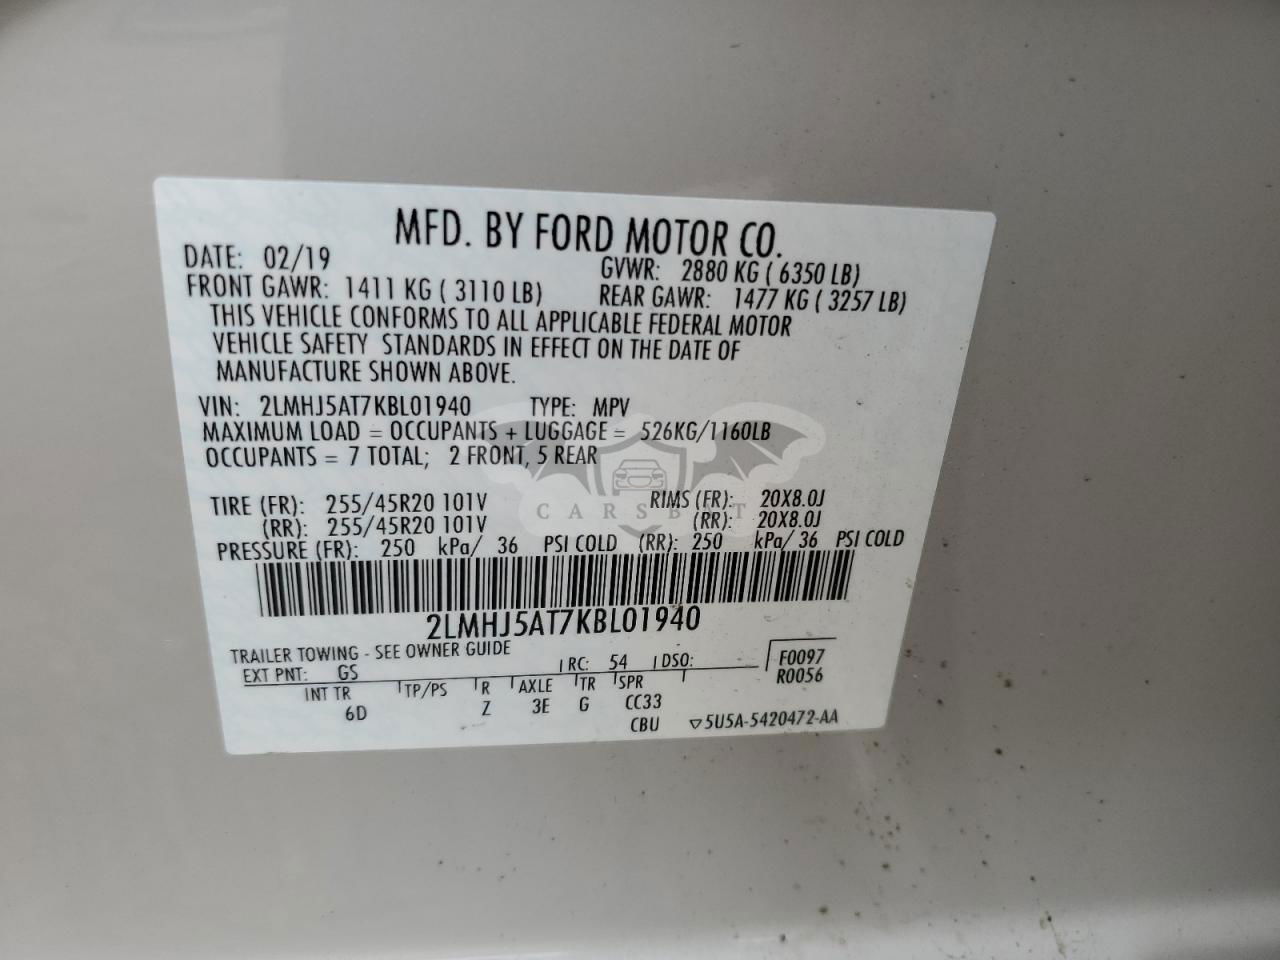 MFD. BY FORD MOTOR CO.
DATE: 02/19 GVWR: 2880 KG ( 6350 LB)
FRONT GAWR: 1411 KG ( 3110 LB) REAR GAWR: 1477 KG ( 3257 LB)
THIS VEHICLE CONFORMS TO ALL APPLICABLE FEDERAL MOTOR
VEHICLE SAFETY STANDARDS IN EFFECT ON THE DATE OF
MANUFACTURE SHOWN ABOVE.
VIN: 2LMHJ5AT7KBL01940 TYPE: MPV
MAXIMUM LOAD = OCCUPANTS + LUGGAGE = 526KG/1160LB
OCCUPANTS = 7 TOTAL; 2 FRONT, 5 REAR
TIRE (FR): 255/45R20 101V RIMS (FR): 20X8.0J
CARSBAT
(RR): 255/45R20 101V (RR): 20X8.0J
PRESSURE (FR): 250 kPa/ 36 PSI COLD (RR): 250 kPa/ 36 PSI COLD
2LMHJ5AT7KBL01940
TRAILER TOWING - SEE OWNER GUIDE
EXT PNT: GS RC: 54 DSO: F0097
R0056
INT TR TP/PS R AXLE TR SPR
6D Z 3E G CC33
CBU ▽5U5A-5420472-AA